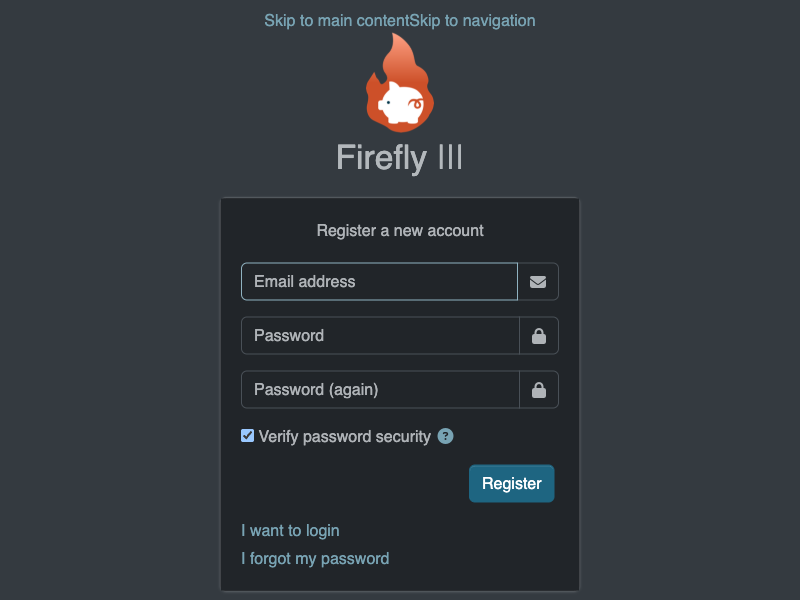 Skip to main contentSkip to navigation
Firefly III
Register a new account
Email address
Password
Password (again)
Verify password security ?
Register
I want to login
I forgot my password